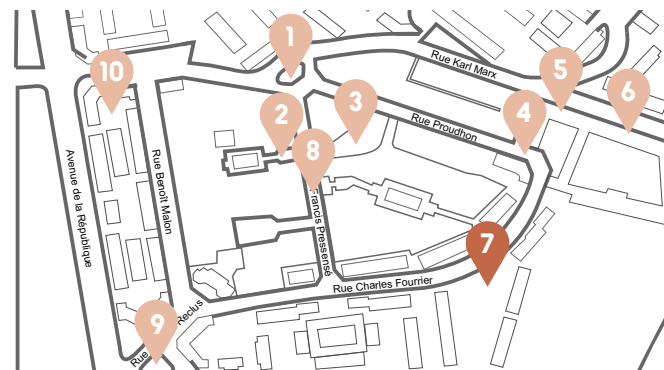 1
10
Rue Karl Marx
5
6
2
3
Rue Proudhon
4
8
Avenue de la République
Rue Benoît Malon
Francis Pressensé
7
Rue Charles Fourrier
9
Rue
Reclus